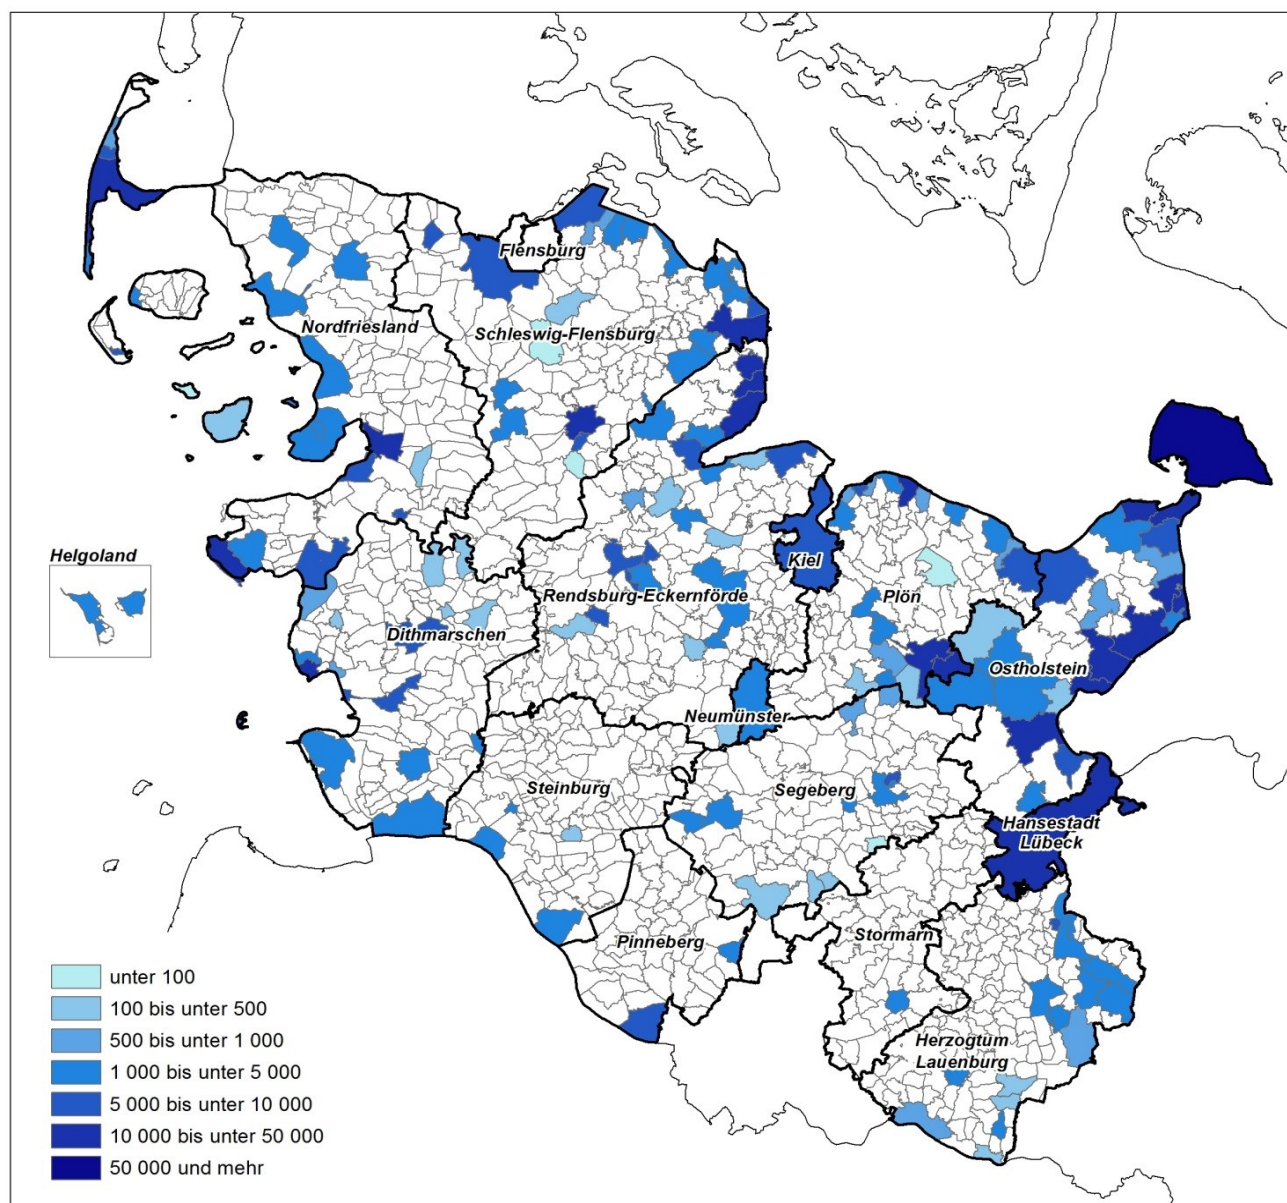 Flensburg
Nordfriesland
Schleswig-Flensburg
Helgoland
Kiel
Rendsburg-Eckernförde
Plön
Dithmarschen
Ostholstein
Neumünster
Steinburg
Segeberg
Hansestadt
Lübeck
Pinneberg
Stormarn
Herzogtum
Lauenburg
unter 100
100 bis unter 500
500 bis unter 1 000
1 000 bis unter 5 000
5 000 bis unter 10 000
10 000 bis unter 50 000
50 000 und mehr